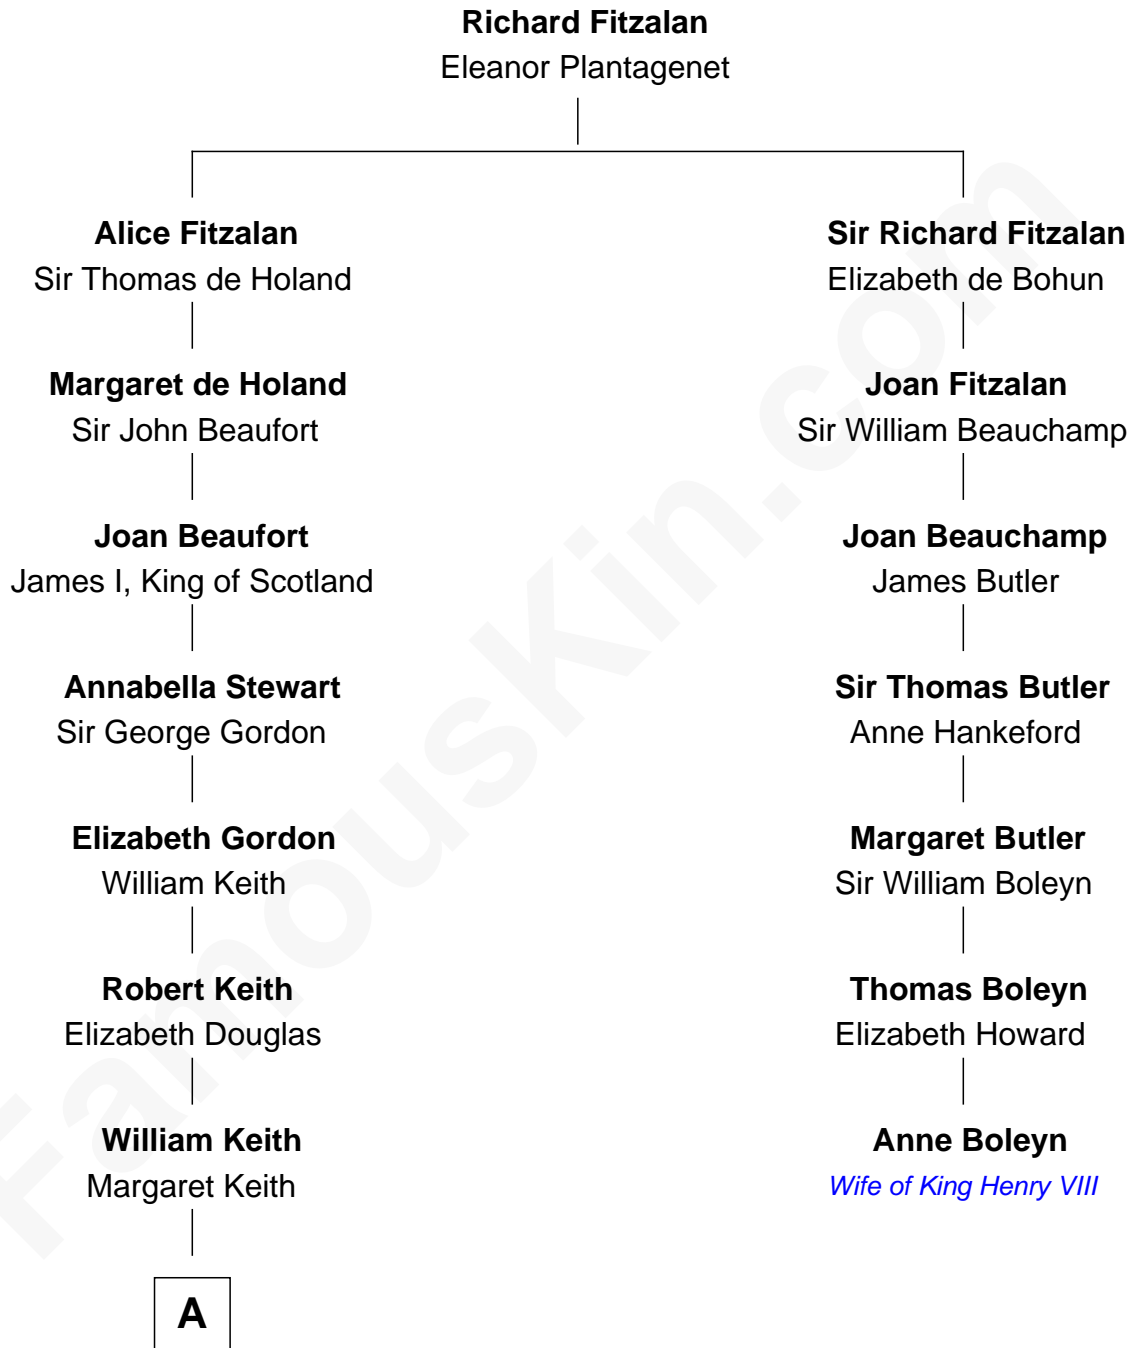 Richard Fitzalan
Eleanor Plantagenet
Alice Fitzalan
Sir Thomas de Holand
Sir Richard Fitzalan
Elizabeth de Bohun
Margaret de Holand
Sir John Beaufort
Joan Fitzalan
Sir William Beauchamp
Joan Beaufort
James I, King of Scotland
Joan Beauchamp
James Butler
Annabella Stewart
Sir George Gordon
Sir Thomas Butler
Anne Hankeford
Elizabeth Gordon
William Keith
Margaret Butler
Sir William Boleyn
Robert Keith
Elizabeth Douglas
Thomas Boleyn
Elizabeth Howard
William Keith
Margaret Keith
Anne Boleyn
Wife of King Henry VIII
A
FamousKin.com